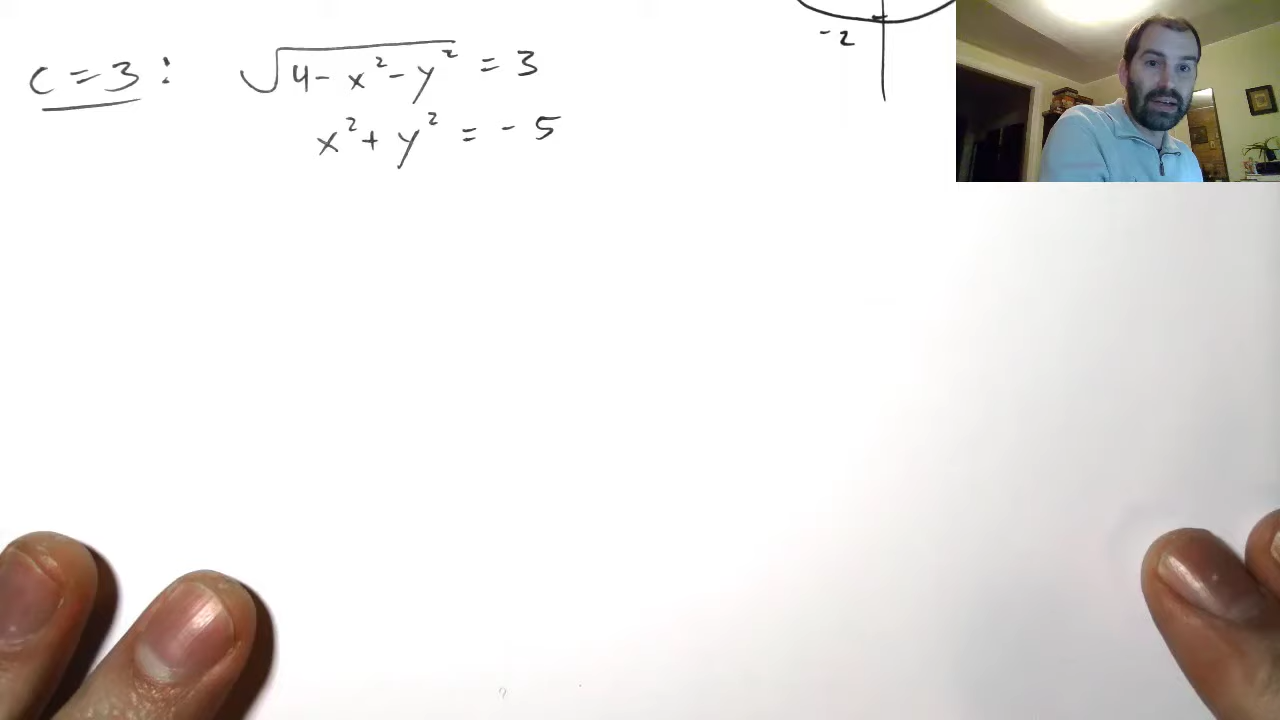 c = 3 : √(4 - x² - y²) = 3
x² + y² = - 5
-2